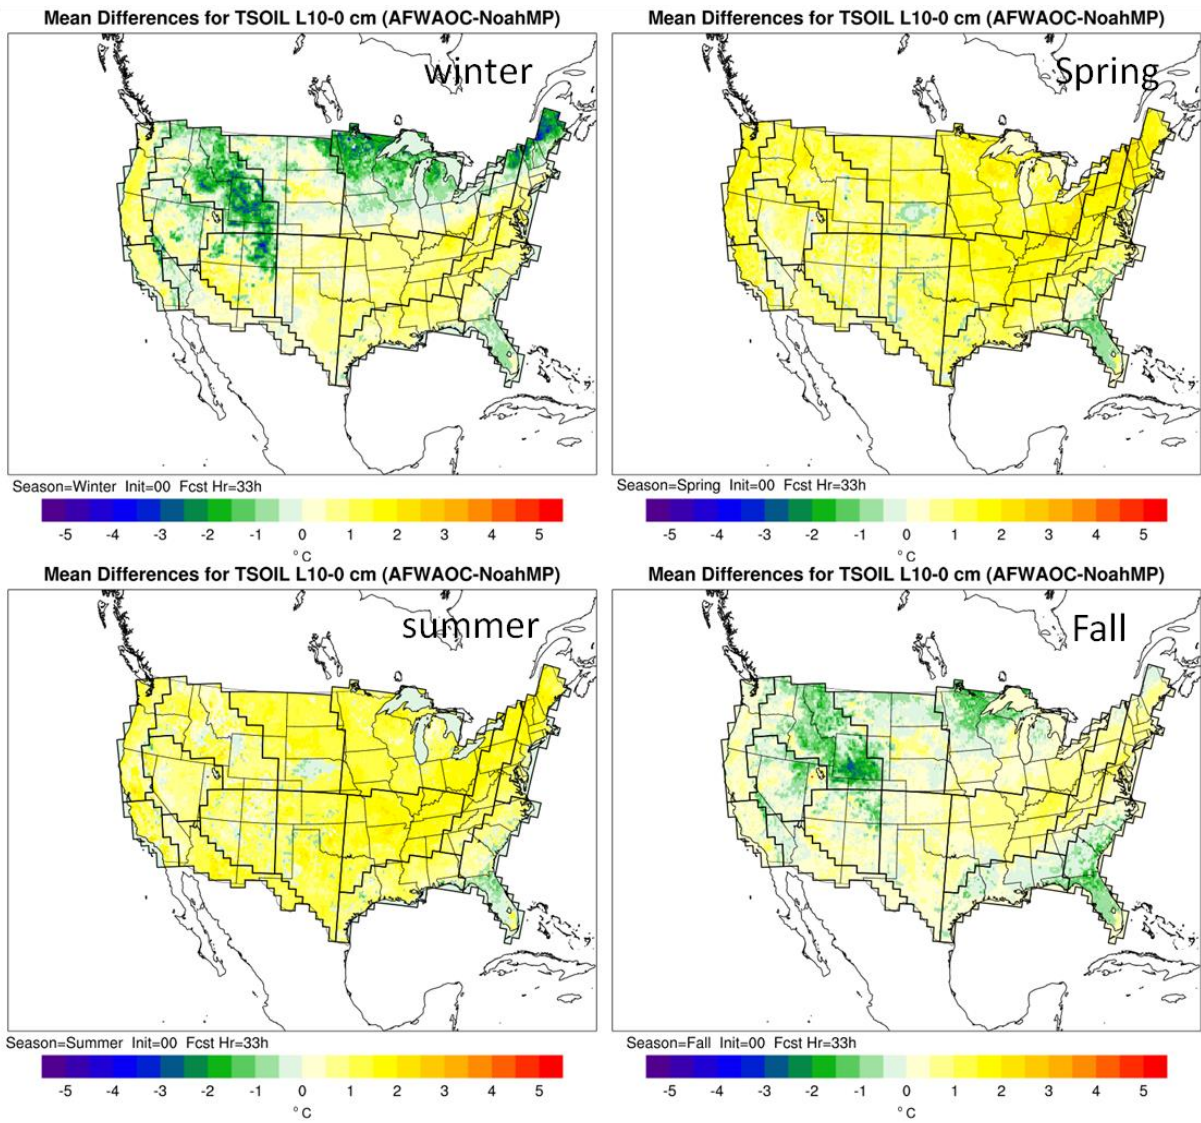 Mean Differences for TSOIL L10-0 cm (AFWAOC-NoahMP)
winter
Season=Winter Init=00 Fcst Hr=33h
-5 -4 -3 -2 -1 0 1 2 3 4 5
° C
Mean Differences for TSOIL L10-0 cm (AFWAOC-NoahMP)
Spring
Season=Spring Init=00 Fcst Hr=33h
-5 -4 -3 -2 -1 0 1 2 3 4 5
° C
Mean Differences for TSOIL L10-0 cm (AFWAOC-NoahMP)
summer
Season=Summer Init=00 Fcst Hr=33h
-5 -4 -3 -2 -1 0 1 2 3 4 5
° C
Mean Differences for TSOIL L10-0 cm (AFWAOC-NoahMP)
Fall
Season=Fall Init=00 Fcst Hr=33h
-5 -4 -3 -2 -1 0 1 2 3 4 5
° C